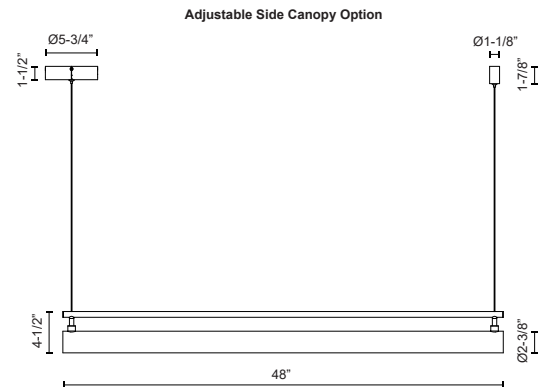 Adjustable Side Canopy Option
Ø5-3/4"
Ø1-1/8"
1-1/2"
1-7/8"
4-1/2"
Ø2-3/8"
48"